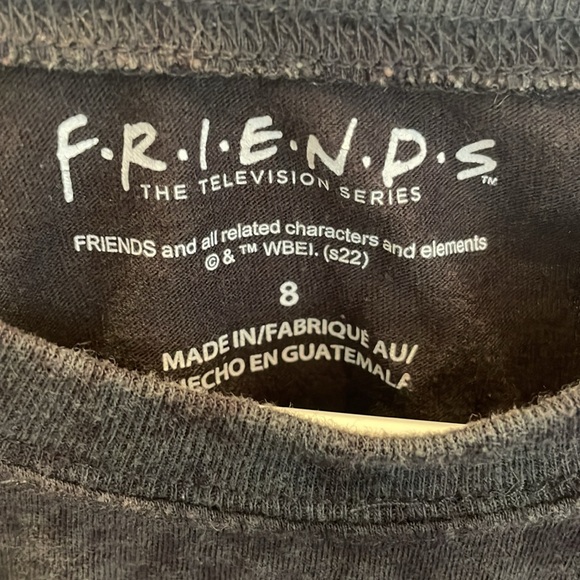 F·R·I·E·N·D·S™
THE TELEVISION SERIES
FRIENDS and all related characters and elements
© & ™ WBEI. (s22)
8
MADE IN/FABRIQUÉ AU/
HECHO EN GUATEMALA